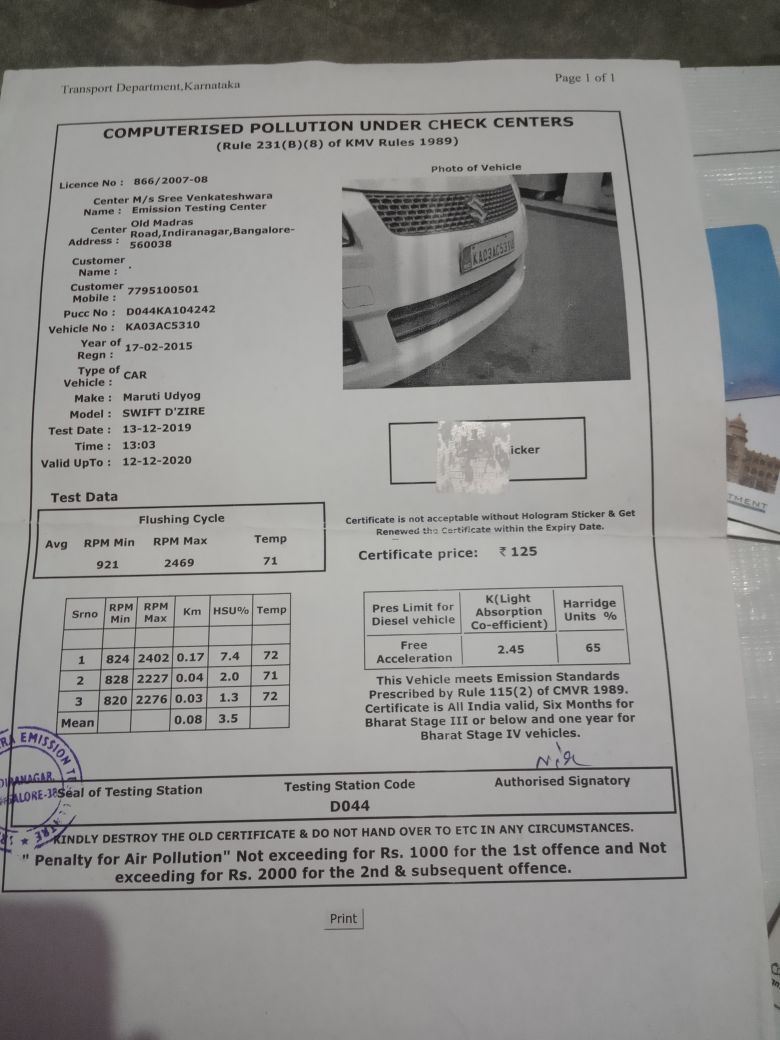 Transport Department,Karnataka
Page 1 of 1
COMPUTERISED POLLUTION UNDER CHECK CENTERS
(Rule 231(B)(8) of KMV Rules 1989)
Licence No : 866/2007-08
Center Name : M/s Sree Venkateshwara
Emission Testing Center
Center Address : Old Madras
Road,Indiranagar,Bangalore-
560038
Customer Name : .
Customer Mobile : 7795100501
Pucc No : D044KA104242
Vehicle No : KA03AC5310
Year of Regn : 17-02-2015
Type of Vehicle : CAR
Make : Maruti Udyog
Model : SWIFT D'ZIRE
Test Date : 13-12-2019
Time : 13:03
Valid UpTo : 12-12-2020
Photo of Vehicle
KA03AC53
icker
Test Data
Flushing Cycle
Avg RPM Min RPM Max Temp
921 2469 71
Certificate is not acceptable without Hologram Sticker & Get
Renewed the Certificate within the Expiry Date.
Certificate price: ₹ 125
Srno RPM Min RPM Max Km HSU% Temp
1 824 2402 0.17 7.4 72
2 828 2227 0.04 2.0 71
3 820 2276 0.03 1.3 72
Mean 0.08 3.5
Pres Limit for Diesel vehicle K(Light Absorption Co-efficient) Harridge Units %
Free Acceleration 2.45 65
This Vehicle meets Emission Standards
Prescribed by Rule 115(2) of CMVR 1989.
Certificate is All India valid, Six Months for
Bharat Stage III or below and one year for
Bharat Stage IV vehicles.
EMISSION
Seal of Testing Station
Testing Station Code
D044
Authorised Signatory
KINDLY DESTROY THE OLD CERTIFICATE & DO NOT HAND OVER TO ETC IN ANY CIRCUMSTANCES.
" Penalty for Air Pollution" Not exceeding for Rs. 1000 for the 1st offence and Not
exceeding for Rs. 2000 for the 2nd & subsequent offence.
Print
TMENT